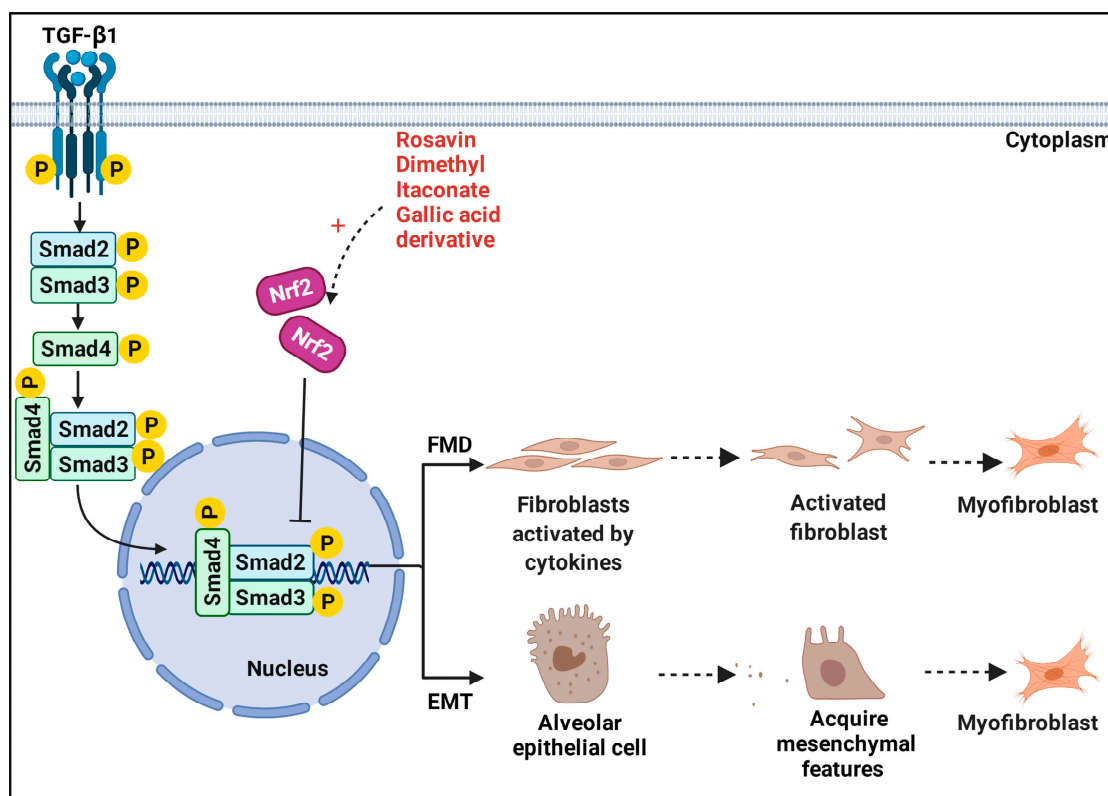 TGF-β1
Cytoplasm
P
P
Rosavin
Dimethyl
Itaconate
Gallic acid
derivative
+
Smad2
P
Smad3
P
Smad4
P
Nrf2
Nrf2
P
Smad4
Smad2
P
Smad3
P
FMD
Fibroblasts
activated by
cytokines
Activated
fibroblast
Myofibroblast
P
Smad4
Smad2
P
Smad3
P
Nucleus
EMT
Alveolar
epithelial cell
Acquire
mesenchymal
features
Myofibroblast